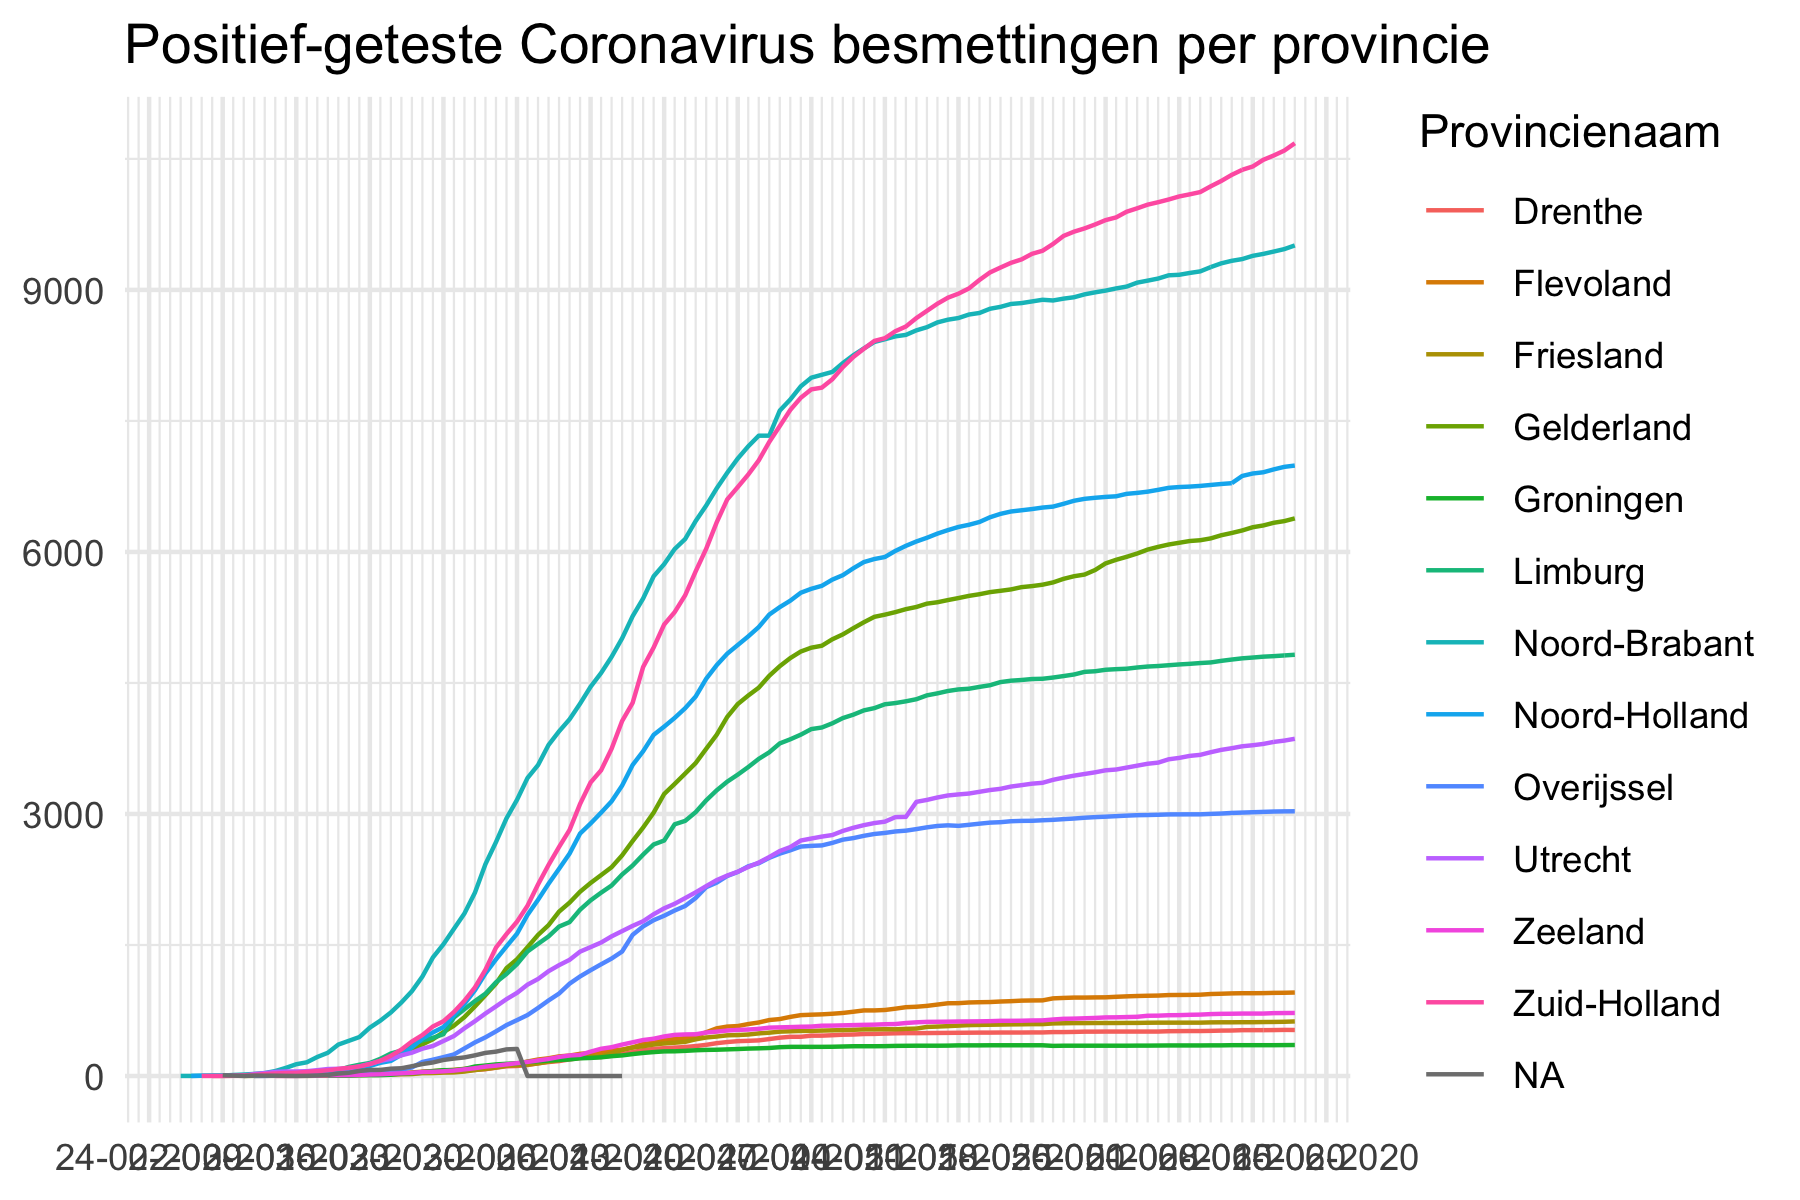 Positief-geteste Coronavirus besmettingen per provincie
Provincienaam
Drenthe
Flevoland
Friesland
Gelderland
Groningen
Limburg
Noord-Brabant
Noord-Holland
Overijssel
Utrecht
Zeeland
Zuid-Holland
NA
9000
6000
3000
0